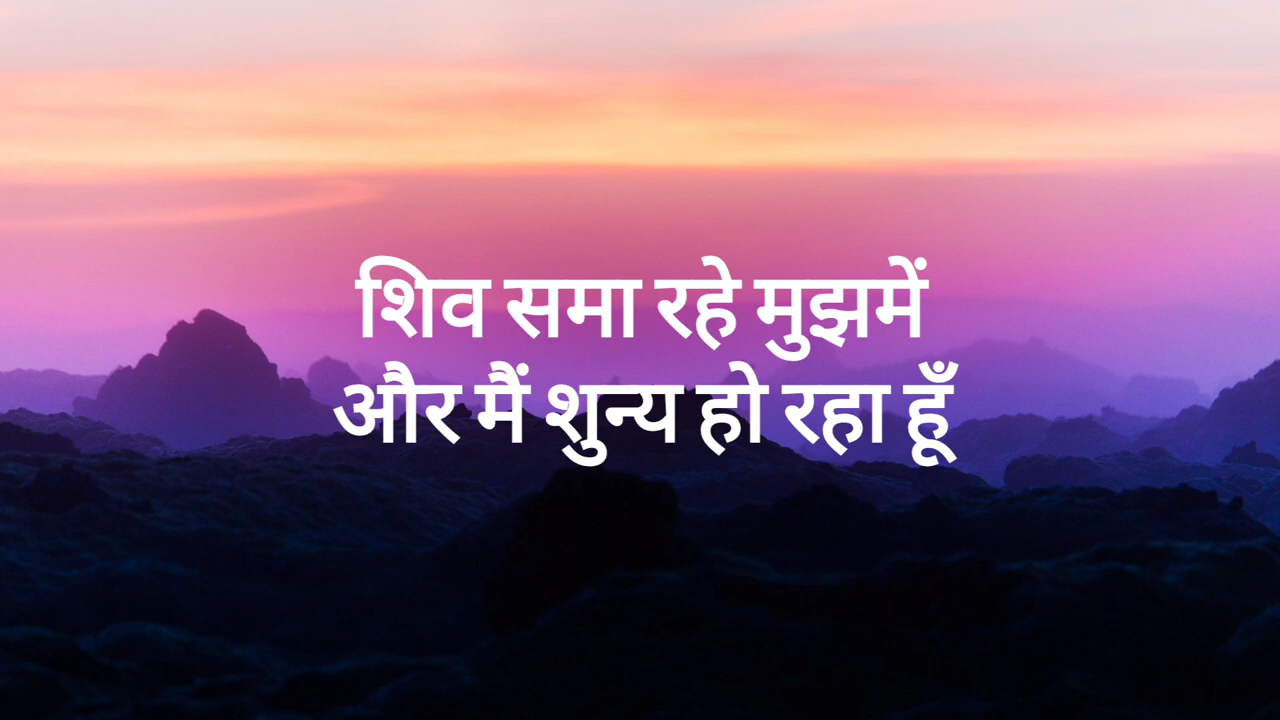 शिव समा रहे मुझमें
और मैं शुन्य हो रहा हूँ